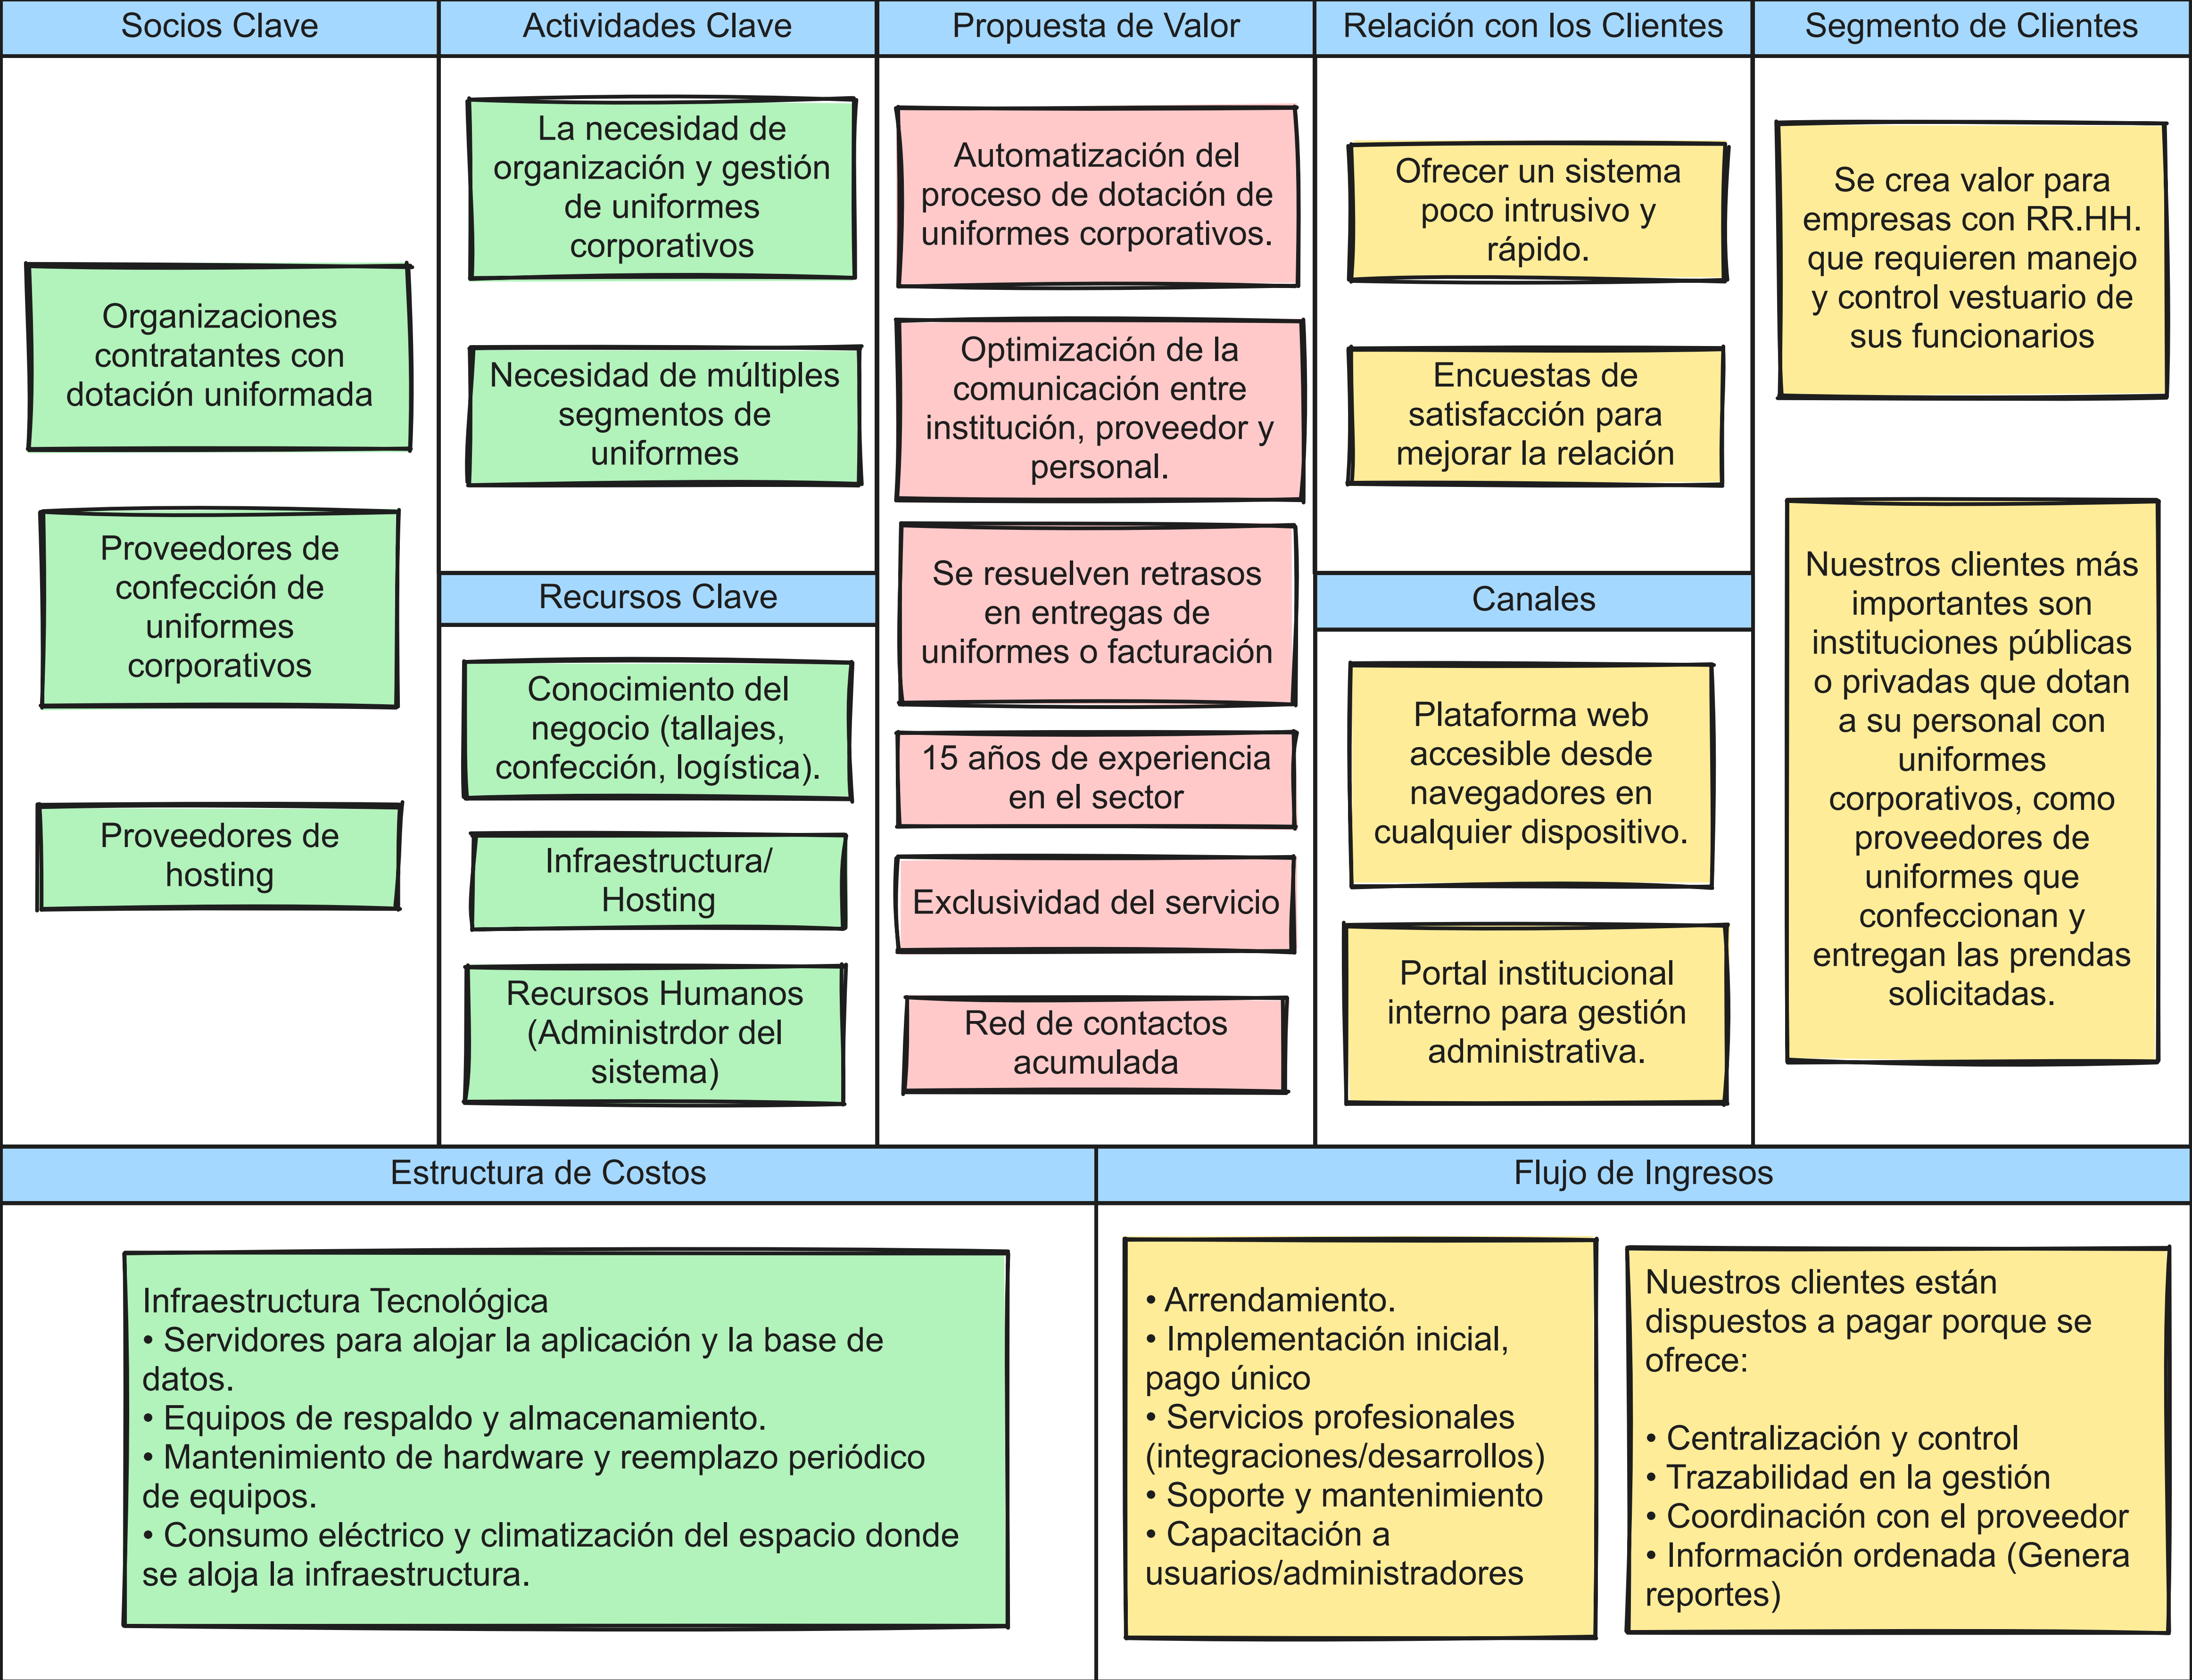 Socios Clave
Organizaciones
contratantes con
dotación uniformada
Proveedores de
confección de
uniformes
corporativos
Proveedores de
hosting
Actividades Clave
La necesidad de
organización y gestión
de uniformes
corporativos
Necesidad de múltiples
segmentos de
uniformes
Recursos Clave
Conocimiento del
negocio (tallajes,
confección, logística).
Infraestructura/
Hosting
Recursos Humanos
(Administrdor del
sistema)
Propuesta de Valor
Automatización del
proceso de dotación de
uniformes corporativos.
Optimización de la
comunicación entre
institución, proveedor y
personal.
Se resuelven retrasos
en entregas de
uniformes o facturación
15 años de experiencia
en el sector
Exclusividad del servicio
Red de contactos
acumulada
Relación con los Clientes
Ofrecer un sistema
poco intrusivo y
rápido.
Encuestas de
satisfacción para
mejorar la relación
Canales
Plataforma web
accesible desde
navegadores en
cualquier dispositivo.
Portal institucional
interno para gestión
administrativa.
Segmento de Clientes
Se crea valor para
empresas con RR.HH.
que requieren manejo
y control vestuario de
sus funcionarios
Nuestros clientes más
importantes son
instituciones públicas
o privadas que dotan
a su personal con
uniformes
corporativos, como
proveedores de
uniformes que
confeccionan y
entregan las prendas
solicitadas.
Estructura de Costos
Infraestructura Tecnológica
• Servidores para alojar la aplicación y la base de
datos.
• Equipos de respaldo y almacenamiento.
• Mantenimiento de hardware y reemplazo periódico
de equipos.
• Consumo eléctrico y climatización del espacio donde
se aloja la infraestructura.
Flujo de Ingresos
• Arrendamiento.
• Implementación inicial,
pago único
• Servicios profesionales
(integraciones/desarrollos)
• Soporte y mantenimiento
• Capacitación a
usuarios/administradores
Nuestros clientes están
dispuestos a pagar porque se
ofrece:
• Centralización y control
• Trazabilidad en la gestión
• Coordinación con el proveedor
• Información ordenada (Genera
reportes)